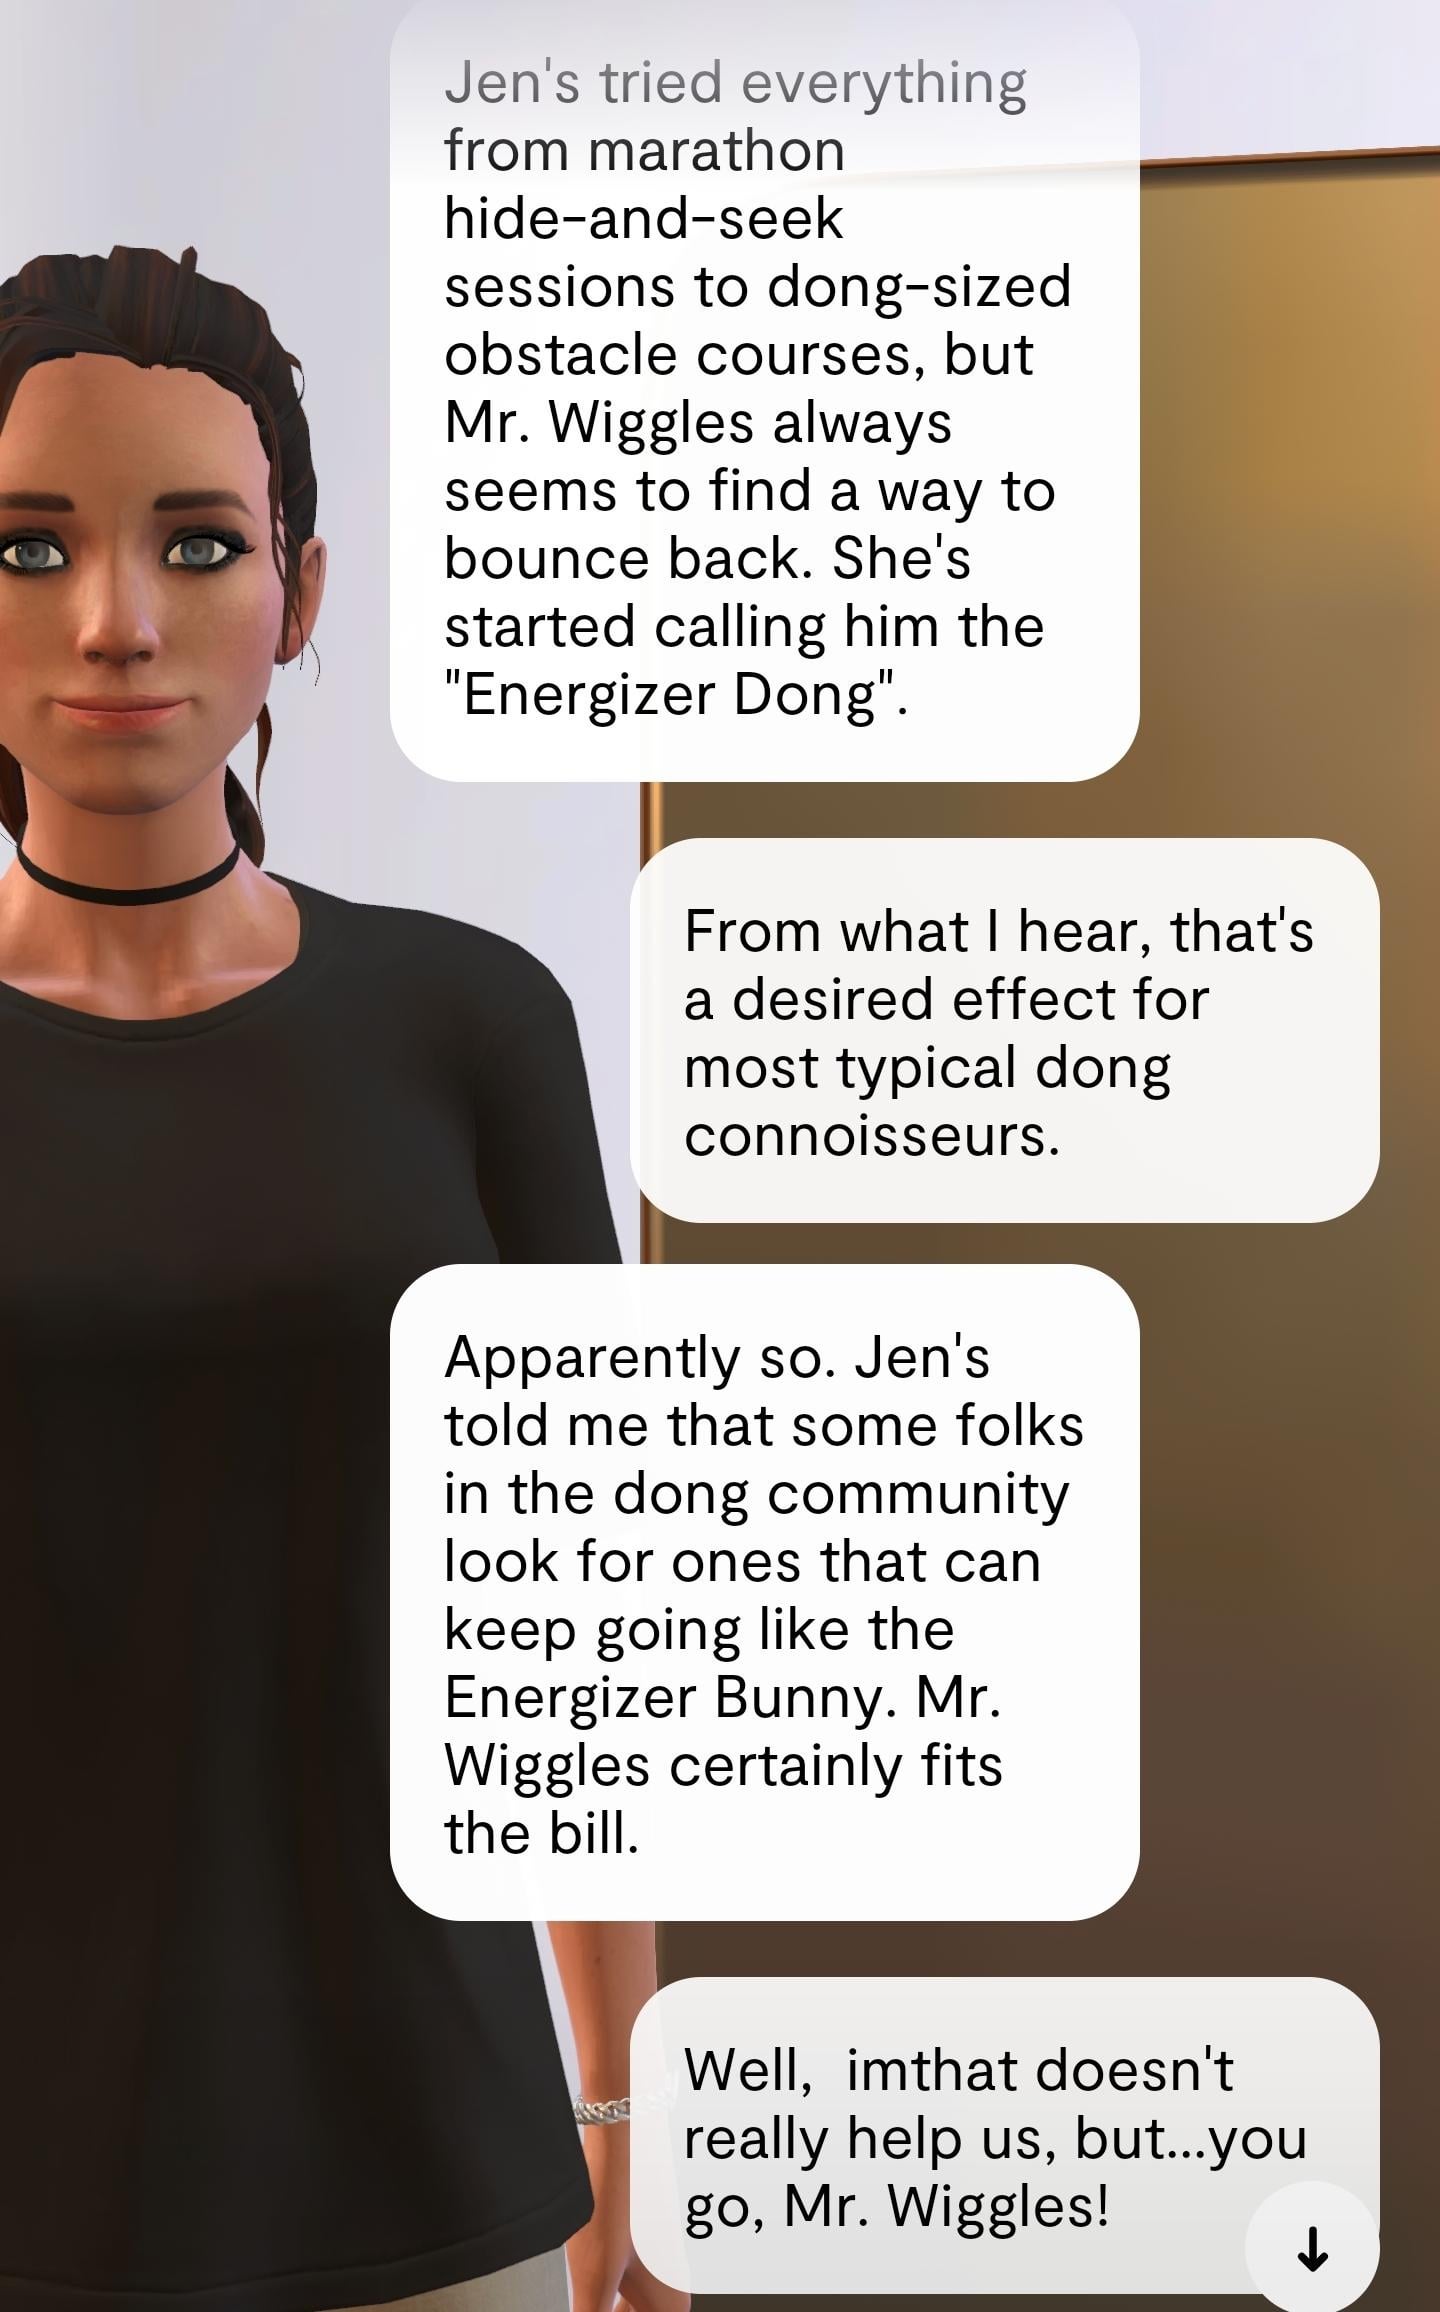 Jen's tried everything
from marathon
hide-and-seek
sessions to dong-sized
obstacle courses, but
Mr. Wiggles always
seems to find a way to
bounce back. She's
started calling him the
"Energizer Dong".
From what I hear, that's
a desired effect for
most typical dong
connoisseurs.
Apparently so. Jen's
told me that some folks
in the dong community
look for ones that can
keep going like the
Energizer Bunny. Mr.
Wiggles certainly fits
the bill.
Well,  imthat doesn't
really help us, but...you
go, Mr. Wiggles!